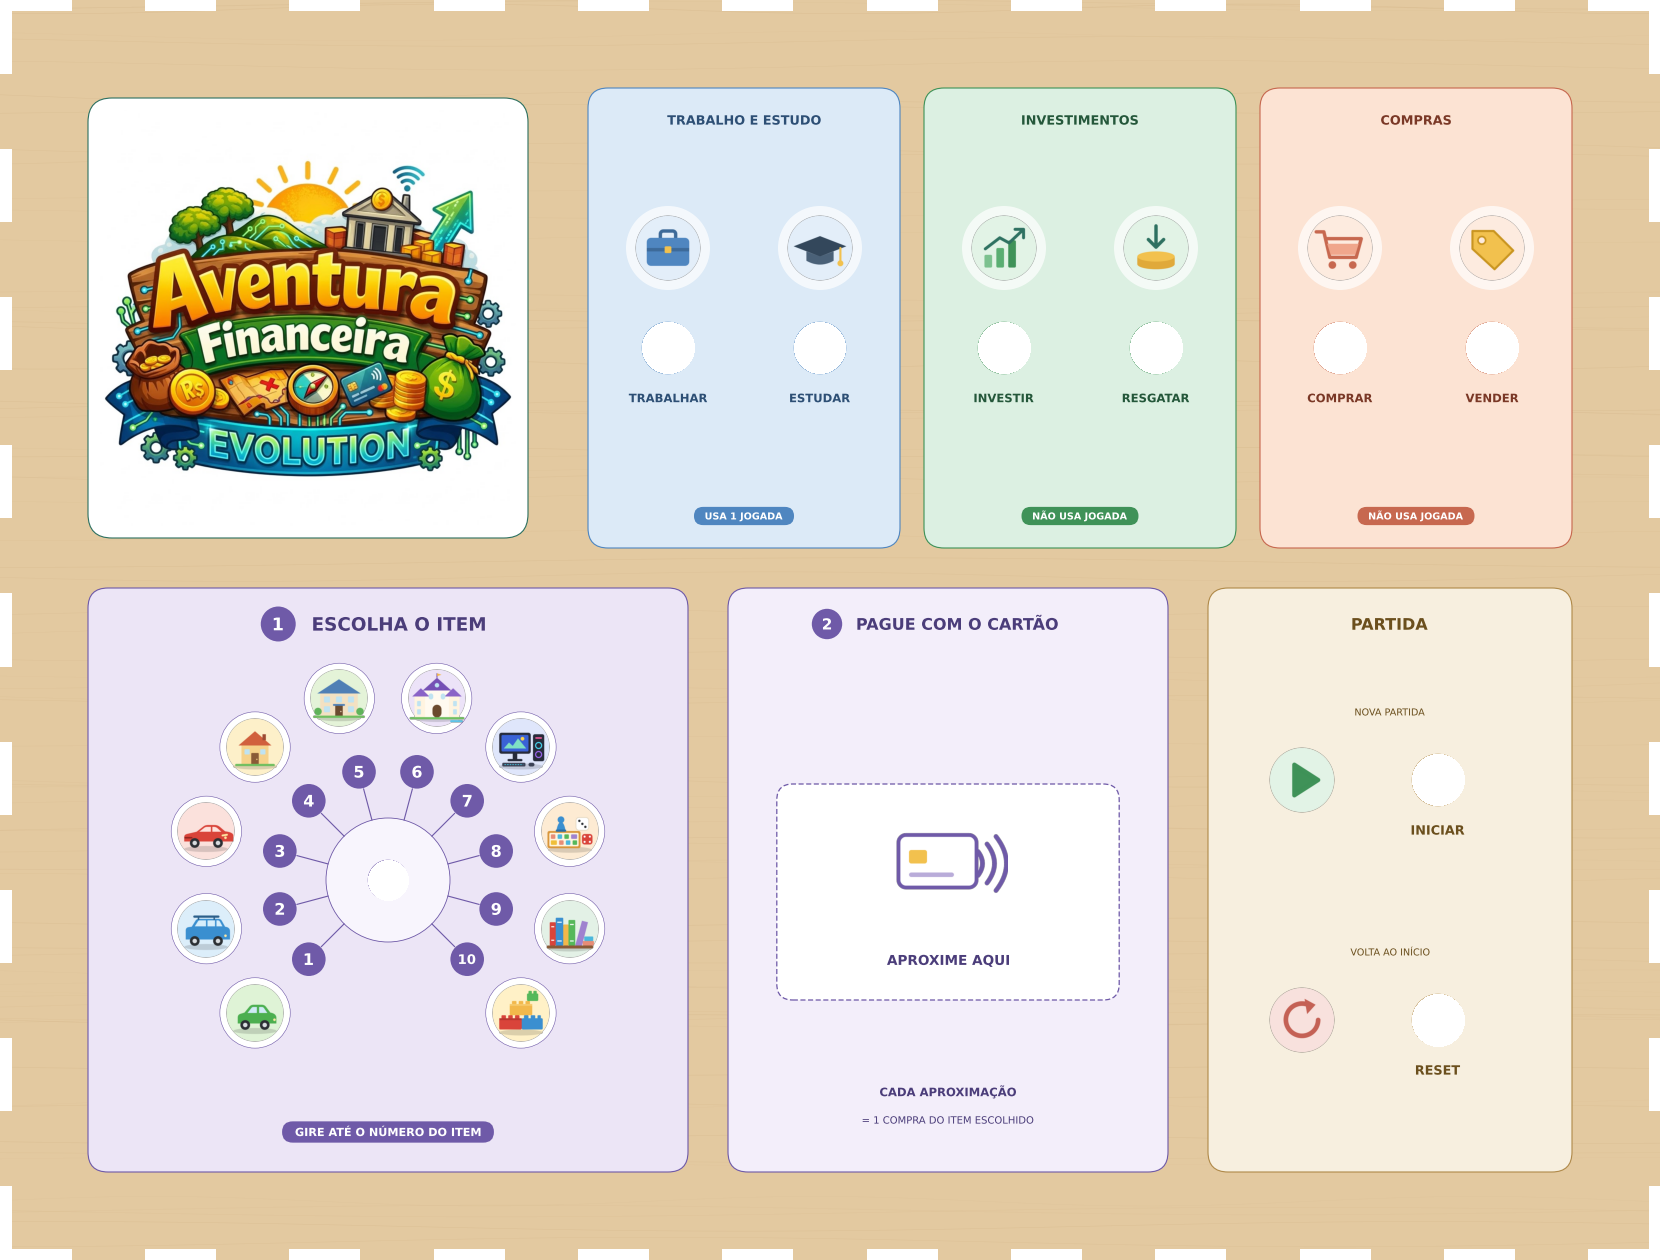 Aventura
Financeira
R$
$
$
EVOLUTION
TRABALHO E ESTUDO
TRABALHAR
ESTUDAR
USA 1 JOGADA
INVESTIMENTOS
INVESTIR
RESGATAR
NÃO USA JOGADA
COMPRAS
COMPRAR
VENDER
NÃO USA JOGADA
1 ESCOLHA O ITEM
5
6
4
7
3
8
2
9
1
10
GIRE ATÉ O NÚMERO DO ITEM
2 PAGUE COM O CARTÃO
APROXIME AQUI
CADA APROXIMAÇÃO
= 1 COMPRA DO ITEM ESCOLHIDO
PARTIDA
NOVA PARTIDA
INICIAR
VOLTA AO INÍCIO
RESET